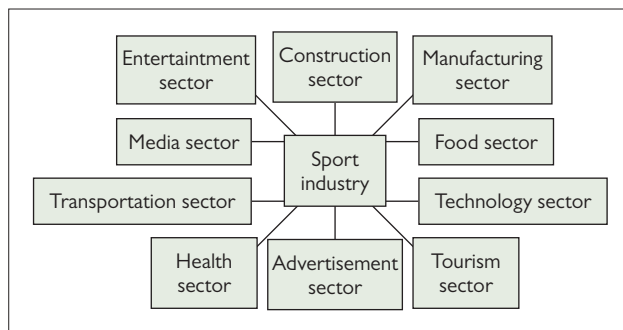 Entertaintment
sector
Construction
sector
Manufacturing
sector
Media sector
Sport
industry
Food sector
Transportation sector
Technology sector
Health
sector
Advertisement
sector
Tourism
sector